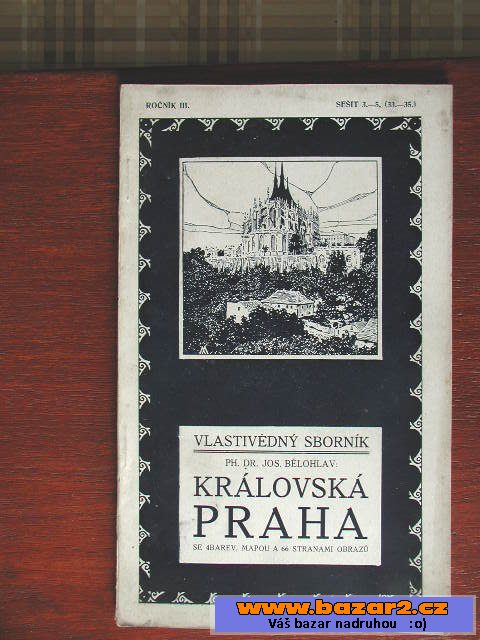 ROČNÍK III. SEŠIT 3.—5. (33.—35.)
VLASTIVĚDNÝ SBORNÍK
PH. DR. JOS. BĚLOHLAV:
KRÁLOVSKÁ
PRAHA
SE 4BAREV. MAPOU A 66 STRANAMI OBRAZŮ
www.bazar2.cz
Váš bazar nadruhou :o)